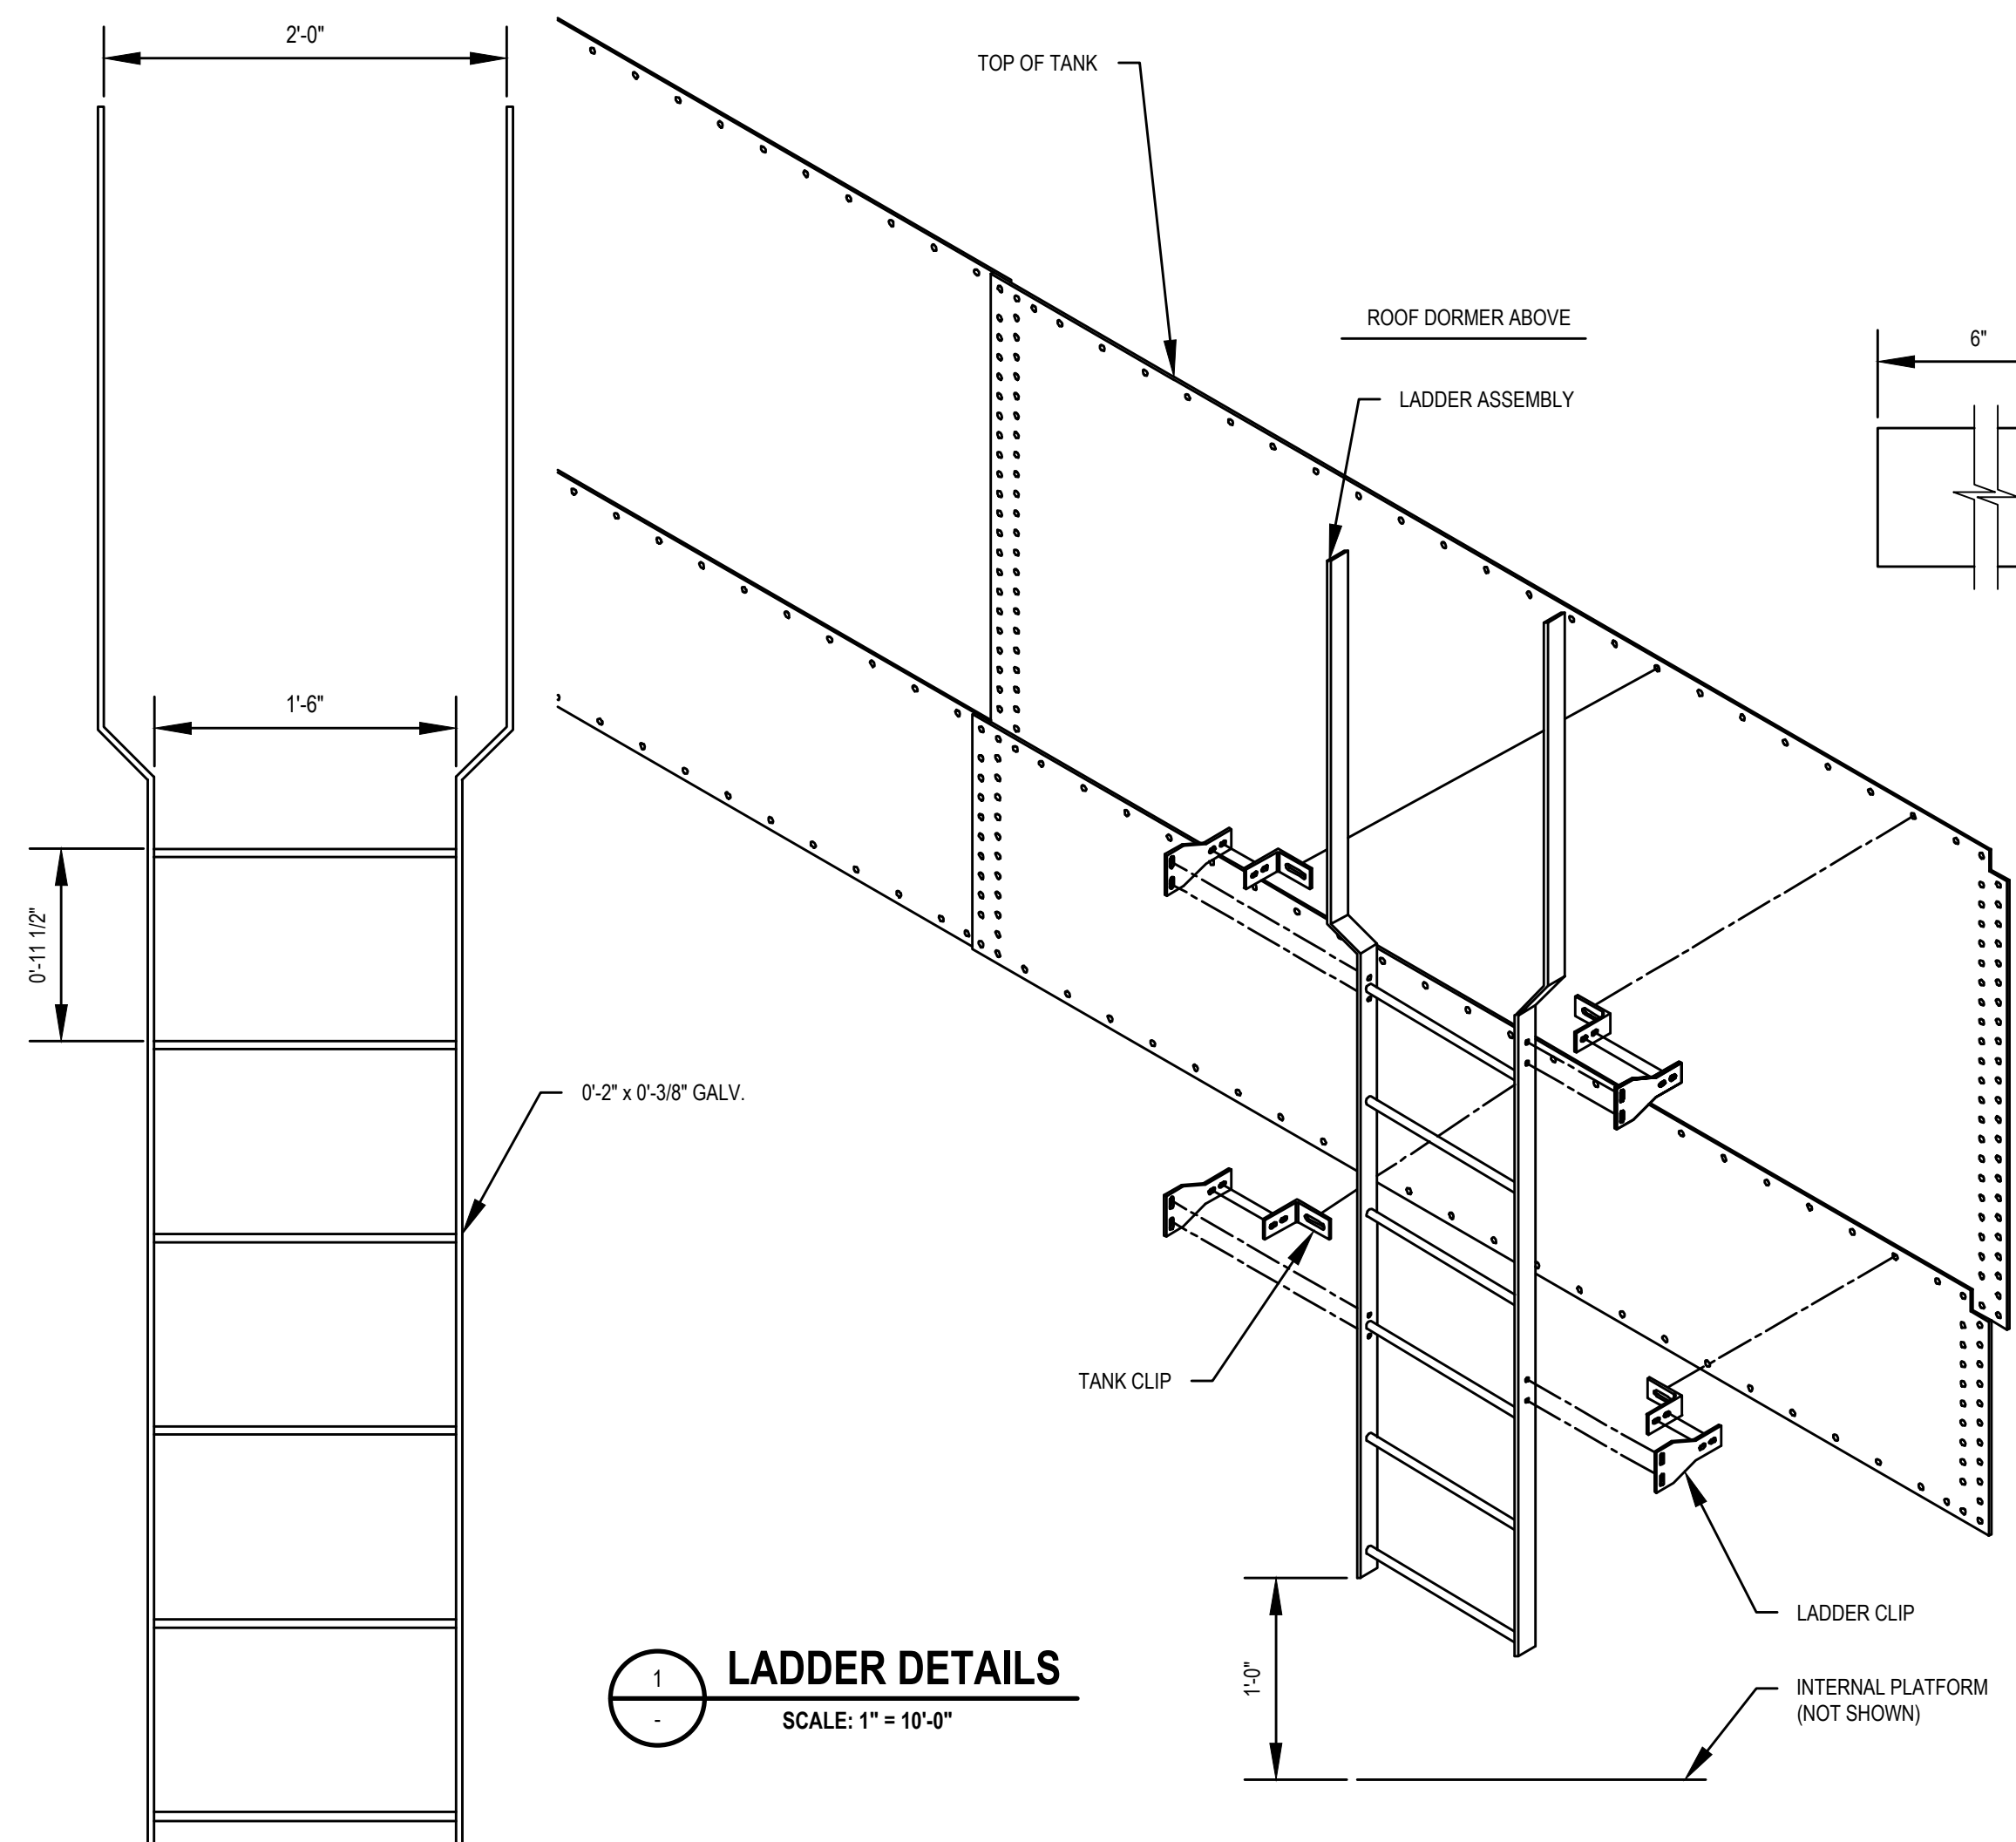 2'-0"
TOP OF TANK
ROOF DORMER ABOVE
6"
LADDER ASSEMBLY
1'-6"
0'-11 1/2"
0'-2" x 0'-3/8" GALV.
TANK CLIP
LADDER CLIP
1'-0"
INTERNAL PLATFORM
(NOT SHOWN)
1
-
LADDER DETAILS
SCALE: 1" = 10'-0"